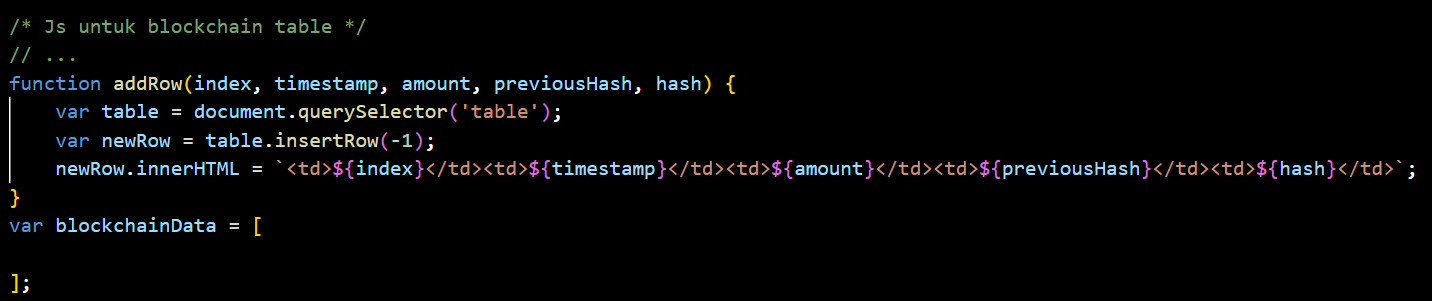 /* Js untuk blockchain table */
// ...
function addRow(index, timestamp, amount, previousHash, hash) {
    var table = document.querySelector('table');
    var newRow = table.insertRow(-1);
    newRow.innerHTML = `<td>${index}</td><td>${timestamp}</td><td>${amount}</td><td>${previousHash}</td><td>${hash}</td>`;
}
var blockchainData = [
];